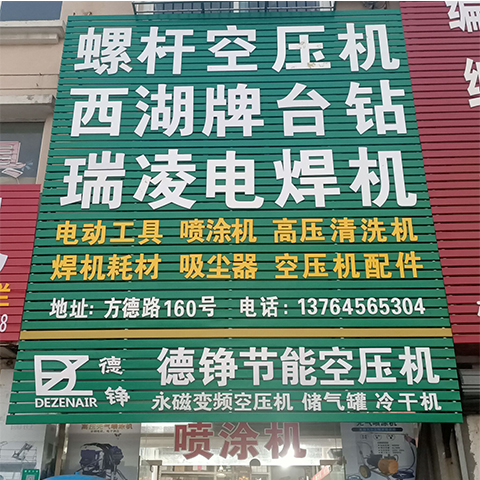 螺杆空压机
西湖牌台钻
瑞凌电焊机
电动工具 喷涂机 高压清洗机
焊机耗材 吸尘器 空压机配件
地址: 方德路160号 电话: 13764565304
德铮
DEZENAIR
德铮节能空压机
永磁变频空压机 储气罐 冷干机
喷涂机